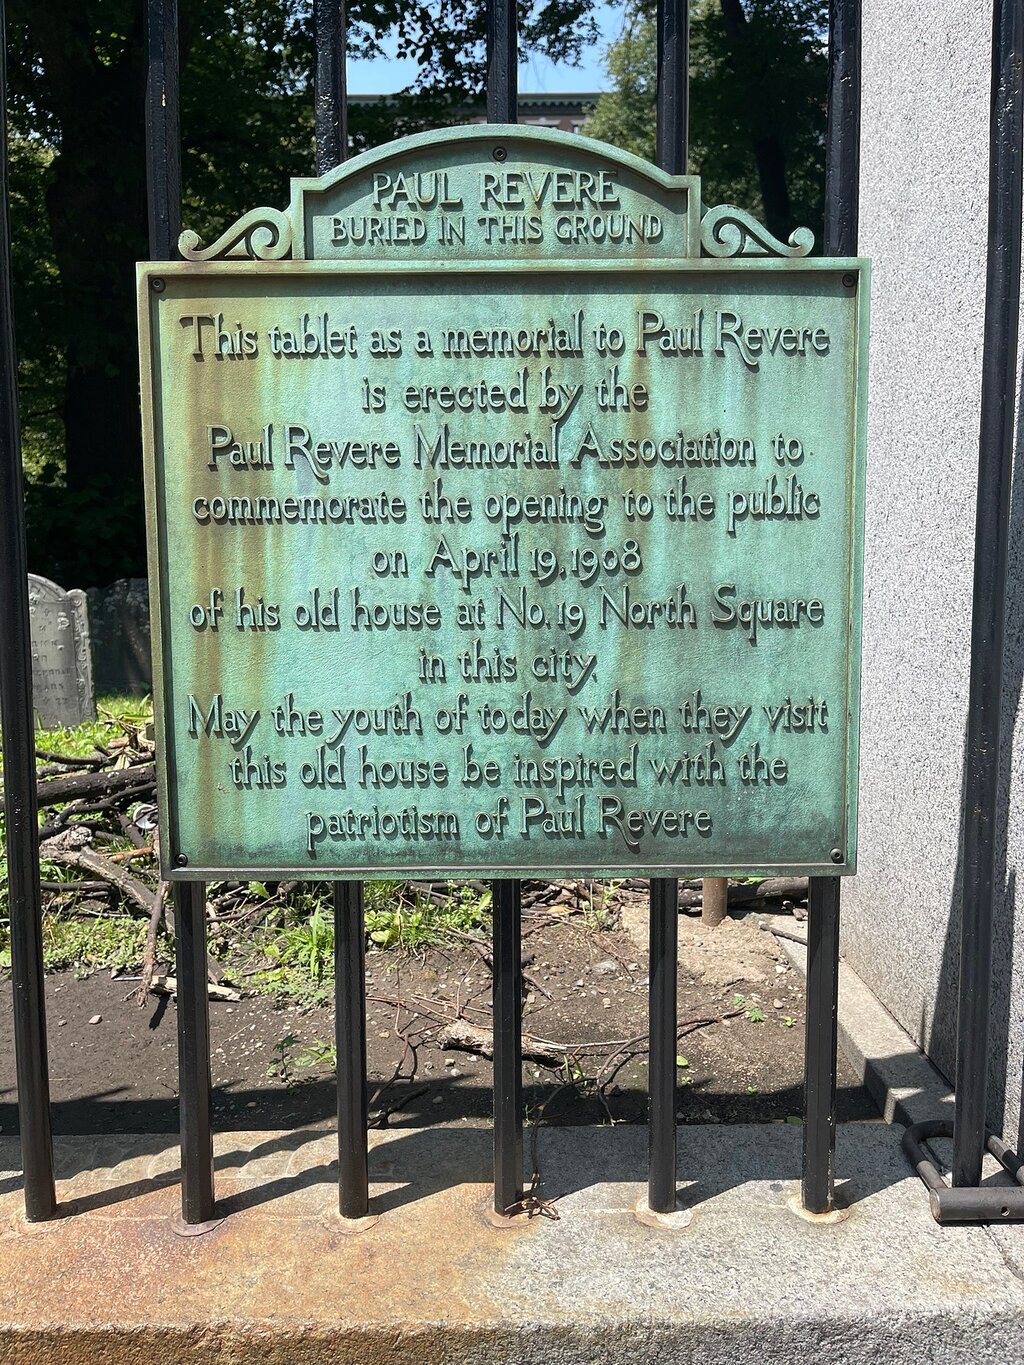 PAUL REVERE
BURIED IN THIS GROUND
This tablet as a memorial to Paul Revere
is erected by the
Paul Revere Memorial Association to
commemorate the opening to the public
on April 19, 1908
of his old house at No. 19 North Square
in this city.
May the youth of today when they visit
this old house be inspired with the
patriotism of Paul Revere